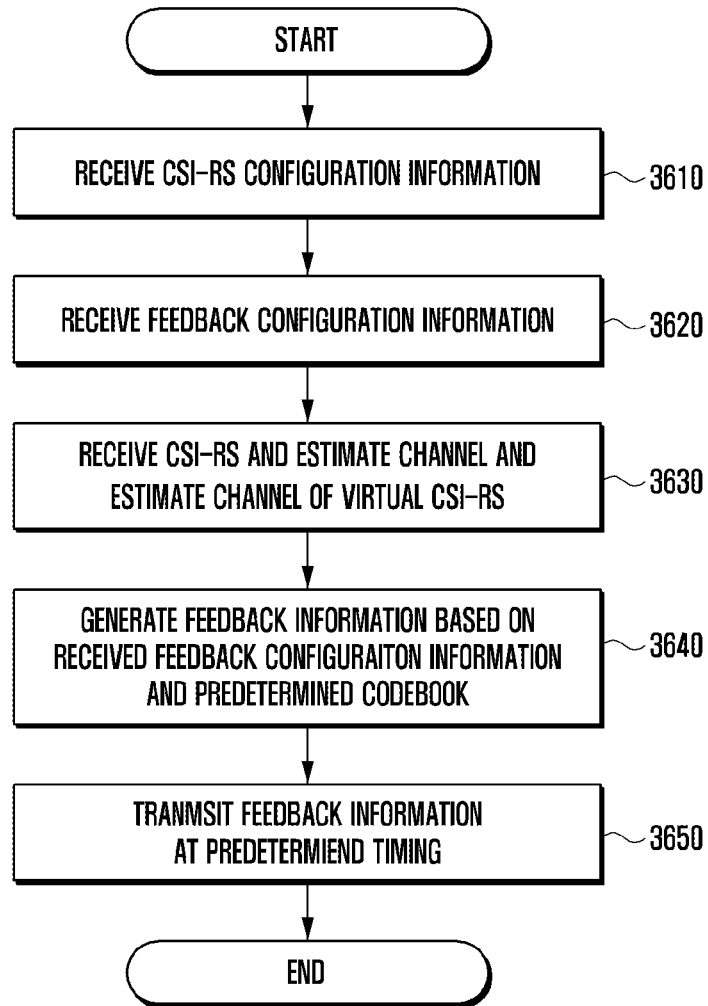 START
RECEIVE CSI-RS CONFIGURATION INFORMATION
3610
RECEIVE FEEDBACK CONFIGURATION INFORMATION
3620
RECEIVE CSI-RS AND ESTIMATE CHANNEL AND
ESTIMATE CHANNEL OF VIRTUAL CSI-RS
3630
GENERATE FEEDBACK INFORMATION BASED ON
RECEIVED FEEDBACK CONFIGURAITON INFORMATION
AND PREDETERMINED CODEBOOK
3640
TRANMSIT FEEDBACK INFORMATION
AT PREDETERMIEND TIMING
3650
END